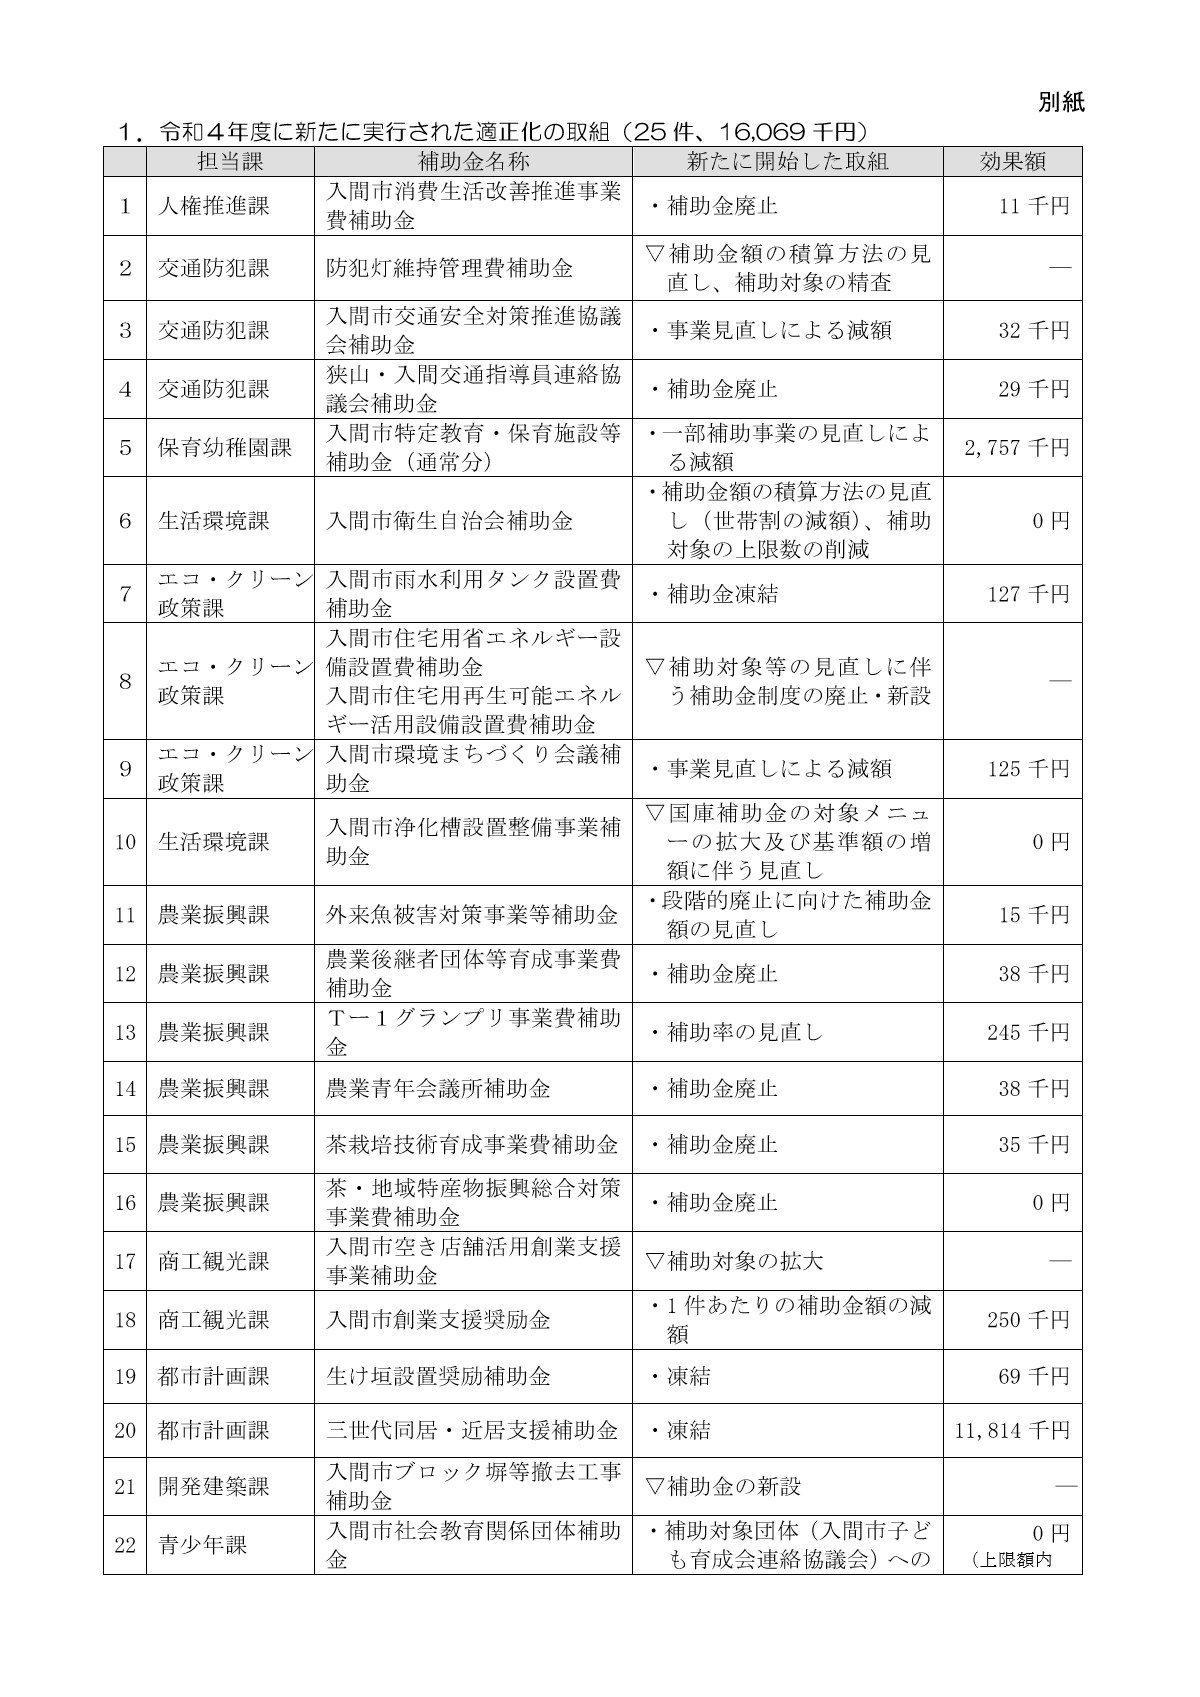 別紙
１．令和４年度に新たに実行された適正化の取組（25 件、16,069 千円）
担当課 補助金名称 新たに開始した取組 効果額
1 人権推進課 入間市消費生活改善推進事業
費補助金 ・補助金廃止 11 千円
2 交通防犯課 防犯灯維持管理費補助金 ▽補助金額の積算方法の見
直し、補助対象の精査 ―
3 交通防犯課 入間市交通安全対策推進協議
会補助金 ・事業見直しによる減額 32 千円
4 交通防犯課 狭山・入間交通指導員連絡協
議会補助金 ・補助金廃止 29 千円
5 保育幼稚園課 入間市特定教育・保育施設等
補助金（通常分） ・一部補助事業の見直しによ
る減額 2,757 千円
6 生活環境課 入間市衛生自治会補助金 ・補助金額の積算方法の見直
し（世帯割の減額）、補助
対象の上限数の削減 0 円
7 エコ・クリーン
政策課 入間市雨水利用タンク設置費
補助金 ・補助金凍結 127 千円
8 エコ・クリーン
政策課 入間市住宅用省エネルギー設
備設置費補助金
入間市住宅用再生可能エネル
ギー活用設備設置費補助金 ▽補助対象等の見直しに伴
う補助金制度の廃止・新設 ―
9 エコ・クリーン
政策課 入間市環境まちづくり会議補
助金 ・事業見直しによる減額 125 千円
10 生活環境課 入間市浄化槽設置整備事業補
助金 ▽国庫補助金の対象メニュ
ーの拡大及び基準額の増
額に伴う見直し 0 円
11 農業振興課 外来魚被害対策事業等補助金 ・段階的廃止に向けた補助金
額の見直し 15 千円
12 農業振興課 農業後継者団体等育成事業費
補助金 ・補助金廃止 38 千円
13 農業振興課 Ｔー１グランプリ事業費補助
金 ・補助率の見直し 245 千円
14 農業振興課 農業青年会議所補助金 ・補助金廃止 38 千円
15 農業振興課 茶栽培技術育成事業費補助金 ・補助金廃止 35 千円
16 農業振興課 茶・地域特産物振興総合対策
事業費補助金 ・補助金廃止 0 円
17 商工観光課 入間市空き店舗活用創業支援
事業補助金 ▽補助対象の拡大 ―
18 商工観光課 入間市創業支援奨励金 ・1 件あたりの補助金額の減
額 250 千円
19 都市計画課 生け垣設置奨励補助金 ・凍結 69 千円
20 都市計画課 三世代同居・近居支援補助金 ・凍結 11,814 千円
21 開発建築課 入間市ブロック塀等撤去工事
補助金 ▽補助金の新設 ―
22 青少年課 入間市社会教育関係団体補助
金 ・補助対象団体（入間市子ど
も育成会連絡協議会）への 0 円
（上限額内